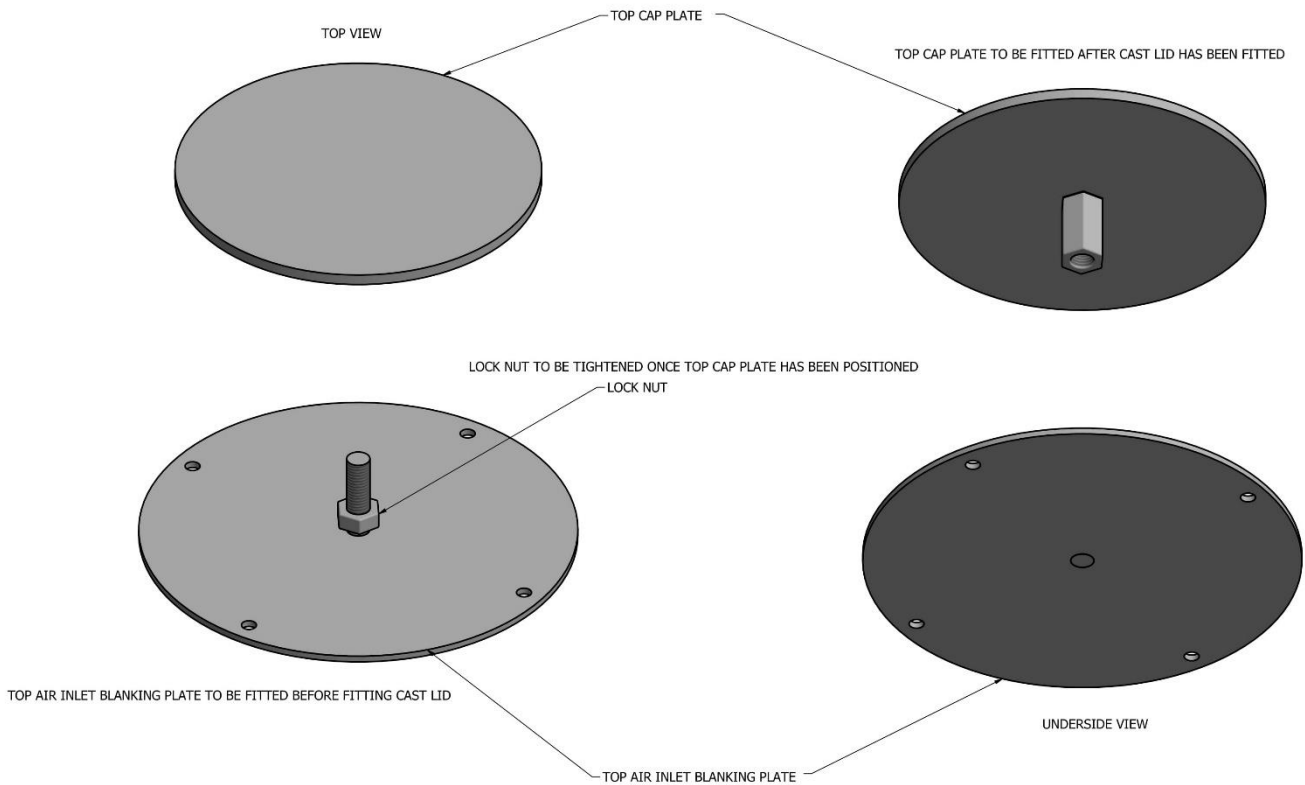 TOP CAP PLATE
TOP VIEW
TOP CAP PLATE TO BE FITTED AFTER CAST LID HAS BEEN FITTED
LOCK NUT TO BE TIGHTENED ONCE TOP CAP PLATE HAS BEEN POSITIONED
LOCK NUT
TOP AIR INLET BLANKING PLATE TO BE FITTED BEFORE FITTING CAST LID
UNDERSIDE VIEW
TOP AIR INLET BLANKING PLATE